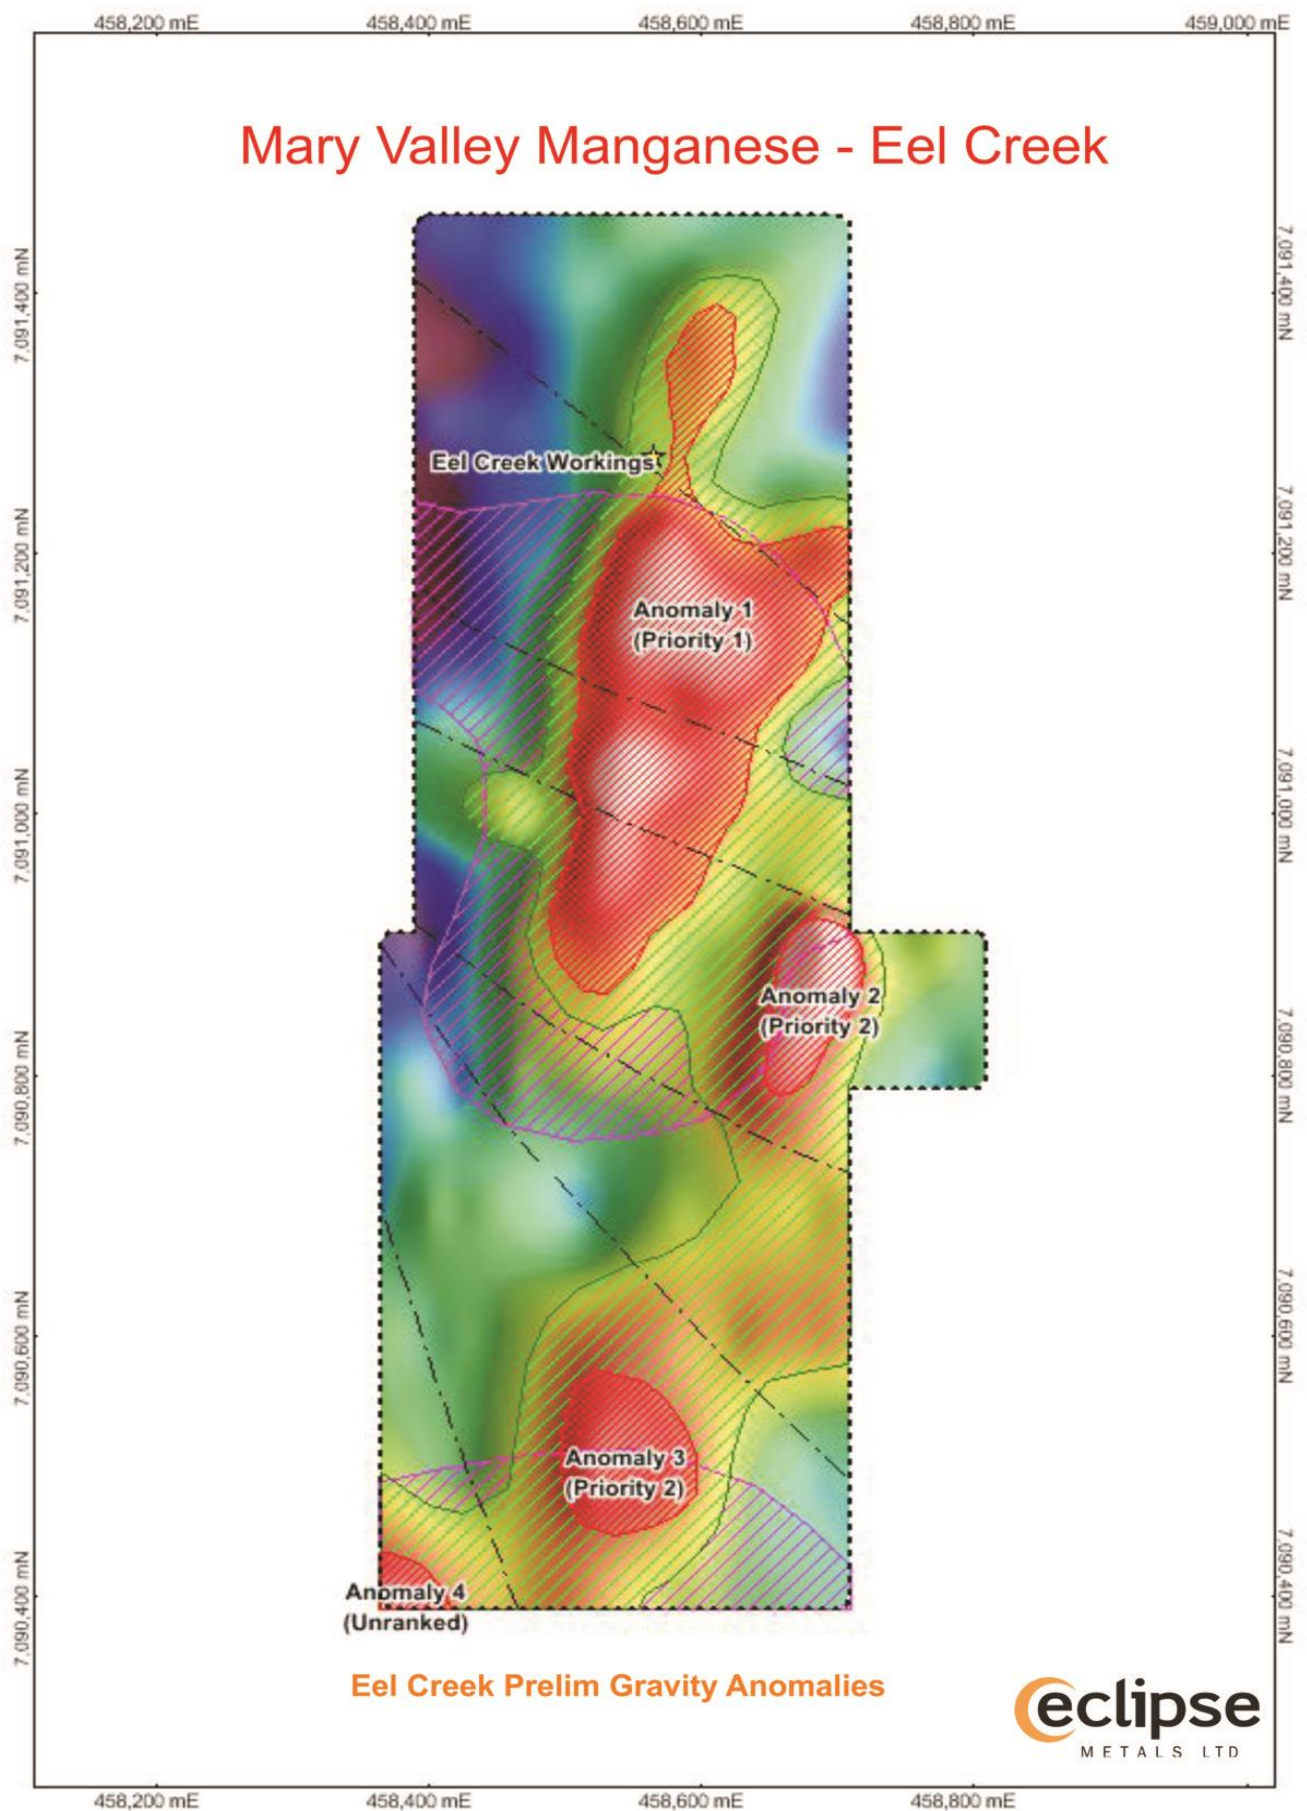 458,200 mE 458,400 mE 458,600 mE 458,800 mE 459,000 mE
Mary Valley Manganese - Eel Creek
7,091,400 mN
7,091,400 mN
Eel Creek Workings
7,091,200 mN
7,091,200 mN
Anomaly 1
(Priority 1)
7,091,000 mN
7,091,000 mN
Anomaly 2
(Priority 2)
7,090,800 mN
7,090,800 mN
7,090,600 mN
7,090,600 mN
Anomaly 3
(Priority 2)
7,090,400 mN
7,090,400 mN
Anomaly 4
(Unranked)
Eel Creek Prelim Gravity Anomalies
eclipse
METALS LTD
458,200 mE 458,400 mE 458,600 mE 458,800 mE